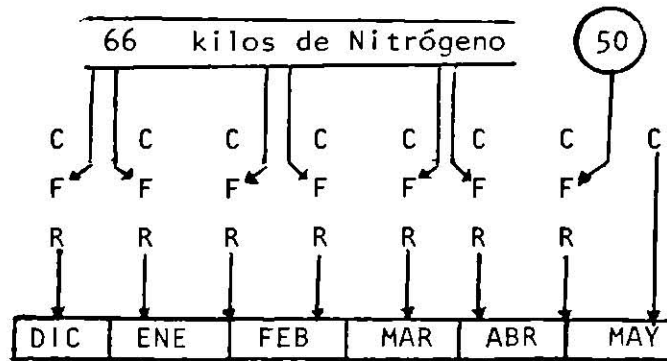 66 kilos de Nitrógeno 50
C C C C C C C C
F F F F F F F
R R R R R R R
DIC ENE FEB MAR ABR MAY